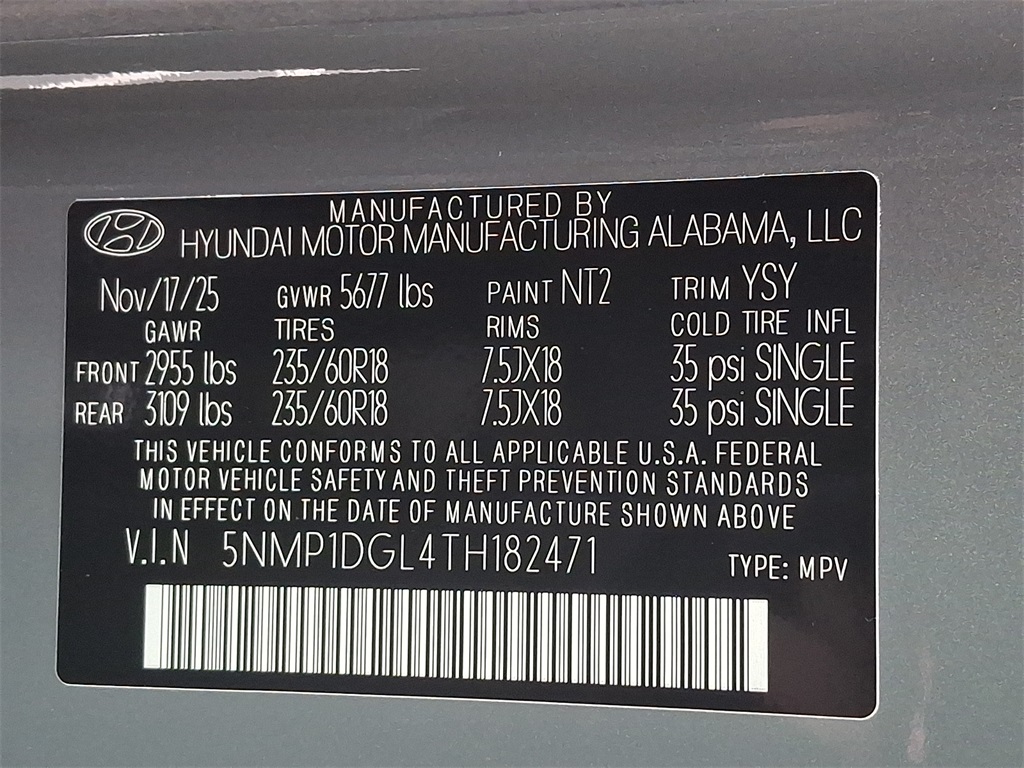 MANUFACTURED BY
HYUNDAI MOTOR MANUFACTURING ALABAMA, LLC
Nov/17/25 GVWR 5677 lbs PAINT NT2 TRIM YSY
GAWR TIRES RIMS COLD TIRE INFL
FRONT 2955 lbs 235/60R18 7.5JX18 35 psi SINGLE
REAR 3109 lbs 235/60R18 7.5JX18 35 psi SINGLE
THIS VEHICLE CONFORMS TO ALL APPLICABLE U.S.A. FEDERAL
MOTOR VEHICLE SAFETY AND THEFT PREVENTION STANDARDS
IN EFFECT ON THE DATE OF MANUFACTURE SHOWN ABOVE
V.I.N 5NMP1DGL4TH182471 TYPE: MPV